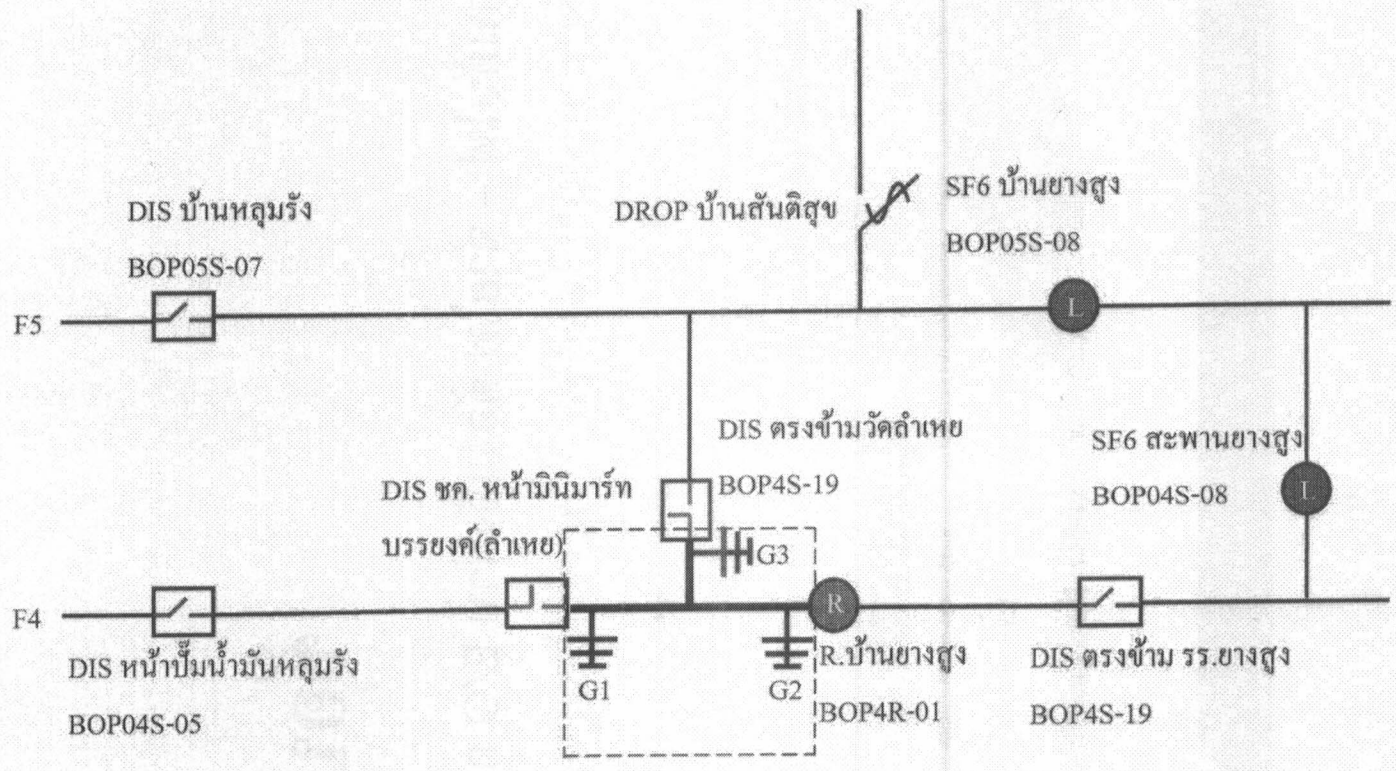 DIS บ้านหลุมรัง
BOP05S-07
DROP บ้านสันติสุข
SF6 บ้านยางสูง
BOP05S-08
L
F5
DIS ตรงข้ามวัดลำเหย
BOP4S-19
SF6 สะพานยางสูง
BOP04S-08
L
DIS ชค. หน้ามินิมาร์ท
บรรยงค์(ลำเหย)
G3
F4
R
DIS หน้าปั๊มน้ำมันหลุมรัง
BOP04S-05
G1
G2
R.บ้านยางสูง
BOP4R-01
DIS ตรงข้าม รร.ยางสูง
BOP4S-19